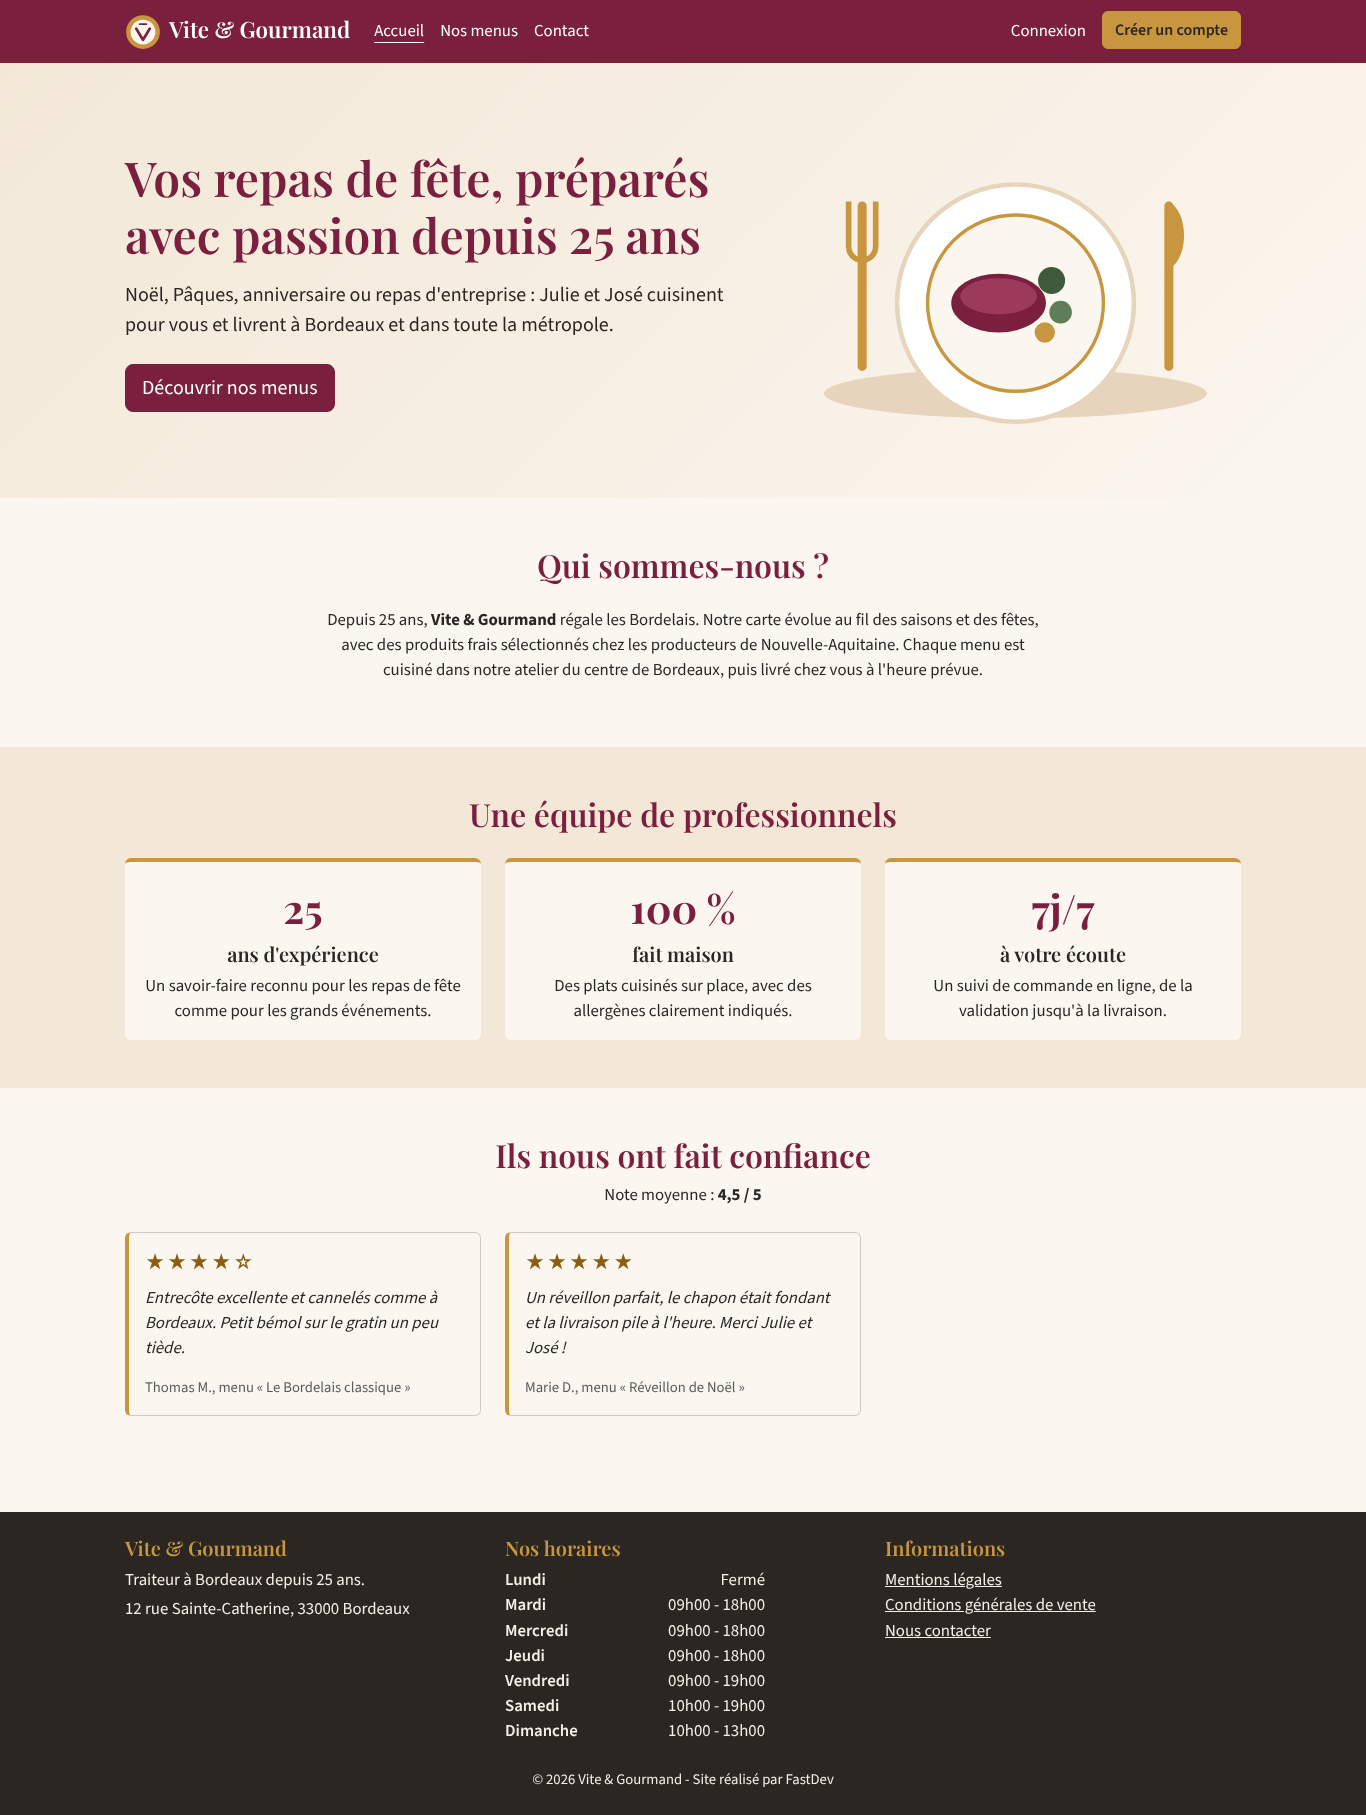 Vite & Gourmand Accueil Nos menus Contact Connexion Créer un compte
Vos repas de fête, préparés
avec passion depuis 25 ans
Noël, Pâques, anniversaire ou repas d'entreprise : Julie et José cuisinent
pour vous et livrent à Bordeaux et dans toute la métropole.
Découvrir nos menus
Qui sommes-nous ?
Depuis 25 ans, Vite & Gourmand régale les Bordelais. Notre carte évolue au fil des saisons et des fêtes,
avec des produits frais sélectionnés chez les producteurs de Nouvelle-Aquitaine. Chaque menu est
cuisiné dans notre atelier du centre de Bordeaux, puis livré chez vous à l'heure prévue.
Une équipe de professionnels
25
ans d'expérience
Un savoir-faire reconnu pour les repas de fête
comme pour les grands événements.
100 %
fait maison
Des plats cuisinés sur place, avec des
allergènes clairement indiqués.
7j/7
à votre écoute
Un suivi de commande en ligne, de la
validation jusqu'à la livraison.
Ils nous ont fait confiance
Note moyenne : 4,5 / 5
★★★★☆
Entrecôte excellente et cannelés comme à
Bordeaux. Petit bémol sur le gratin un peu
tiède.
Thomas M., menu « Le Bordelais classique »
★★★★★
Un réveillon parfait, le chapon était fondant
et la livraison pile à l'heure. Merci Julie et
José !
Marie D., menu « Réveillon de Noël »
Vite & Gourmand
Traiteur à Bordeaux depuis 25 ans.
12 rue Sainte-Catherine, 33000 Bordeaux
Nos horaires
Lundi Fermé
Mardi 09h00 - 18h00
Mercredi 09h00 - 18h00
Jeudi 09h00 - 18h00
Vendredi 09h00 - 19h00
Samedi 10h00 - 19h00
Dimanche 10h00 - 13h00
Informations
Mentions légales
Conditions générales de vente
Nous contacter
© 2026 Vite & Gourmand - Site réalisé par FastDev